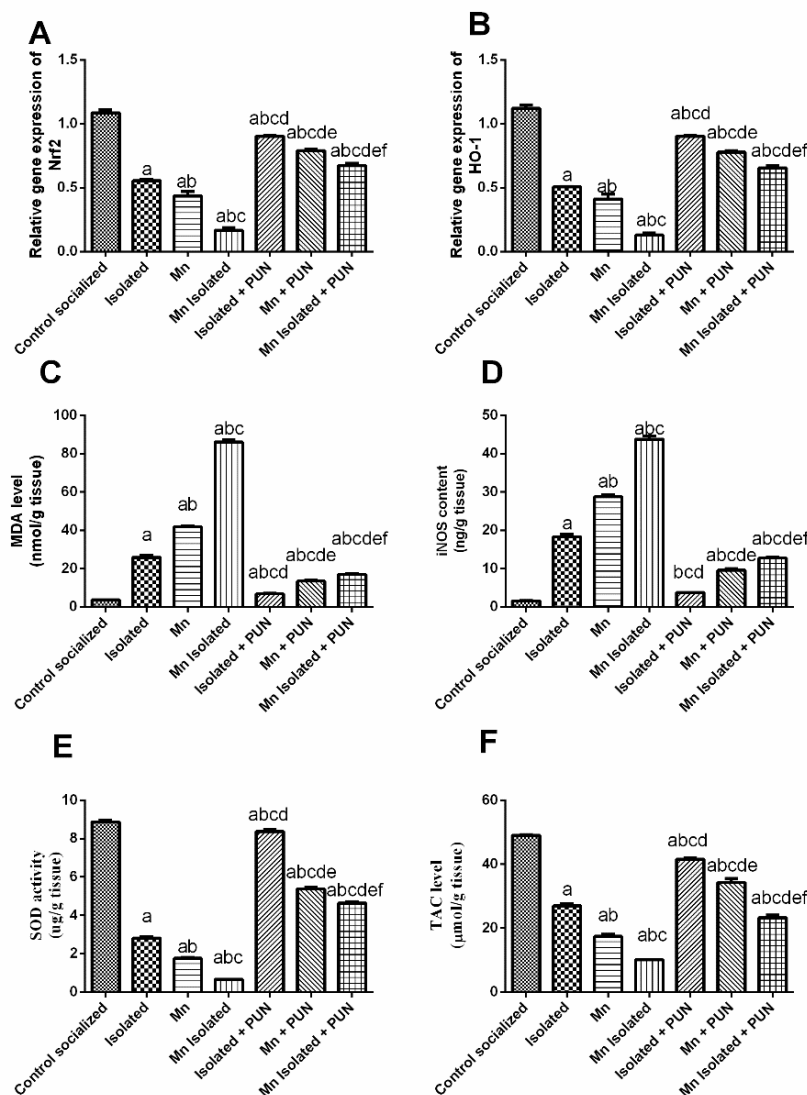 A
Relative gene expression of
Nrf2
1.5
1.0
0.5
0.0
a
ab
abc
abcd
abcde
abcdef
Control socialized
Isolated
Mn
Mn Isolated
Isolated + PUN
Mn + PUN
Mn Isolated + PUN
B
Relative gene expression of
HO-1
1.5
1.0
0.5
0.0
a
ab
abc
abcd
abcde
abcdef
Control socialized
Isolated
Mn
Mn Isolated
Isolated + PUN
Mn + PUN
Mn Isolated + PUN
C
MDA level
(nmol/g tissue)
100
80
60
40
20
0
a
ab
abc
abcd
abcde
abcdef
Control socialized
Isolated
Mn
Mn Isolated
Isolated + PUN
Mn + PUN
Mn Isolated + PUN
D
iNOS content
(ng/g tissue)
50
40
30
20
10
0
a
ab
abc
bcd
abcde
abcdef
Control socialized
Isolated
Mn
Mn Isolated
Isolated + PUN
Mn + PUN
Mn Isolated + PUN
E
SOD activity
(ug/g tissue)
10
8
6
4
2
0
a
ab
abc
abcd
abcde
abcdef
Control socialized
Isolated
Mn
Mn Isolated
Isolated + PUN
Mn + PUN
Mn Isolated + PUN
F
TAC level
(µmol/g tissue)
60
40
20
0
a
ab
abc
abcd
abcde
abcdef
Control socialized
Isolated
Mn
Mn Isolated
Isolated + PUN
Mn + PUN
Mn Isolated + PUN